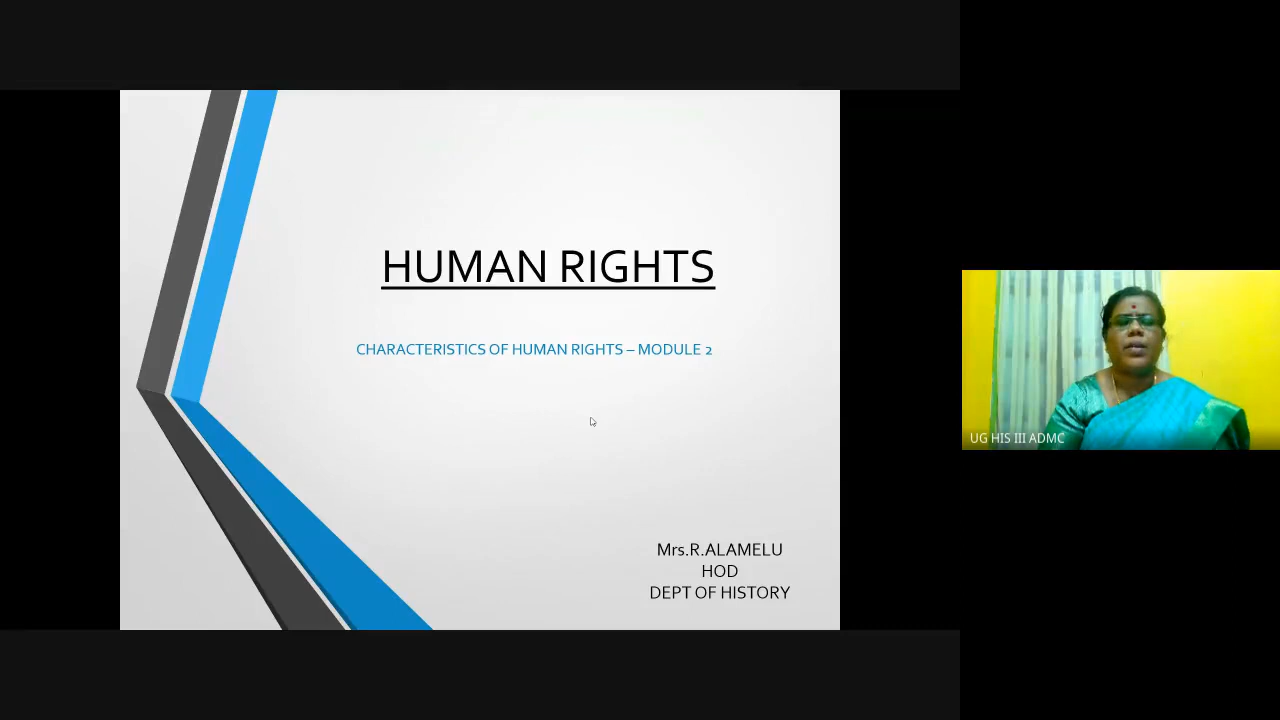 HUMAN RIGHTS
CHARACTERISTICS OF HUMAN RIGHTS – MODULE 2
Mrs.R.ALAMELU
HOD
DEPT OF HISTORY
UG HIS III ADMC